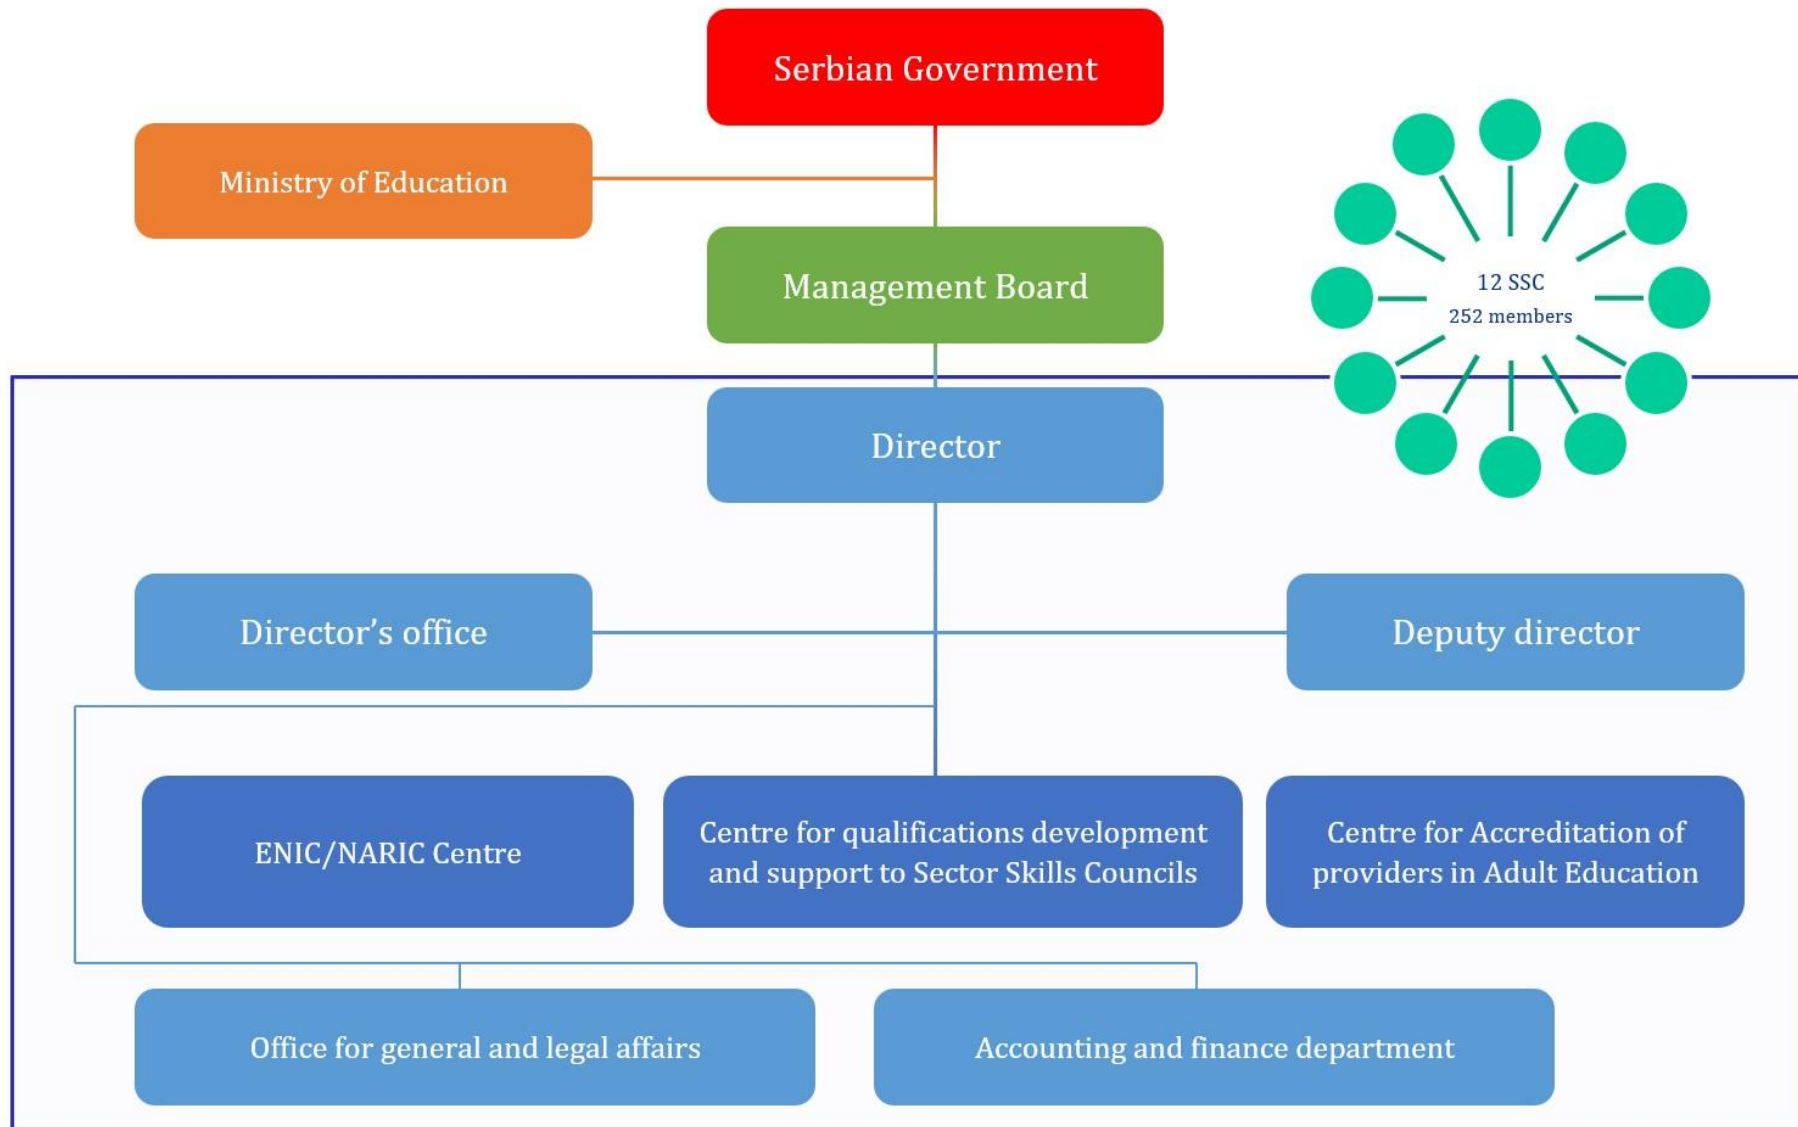 Serbian Government
Ministry of Education
Management Board
12 SSC
252 members
Director
Director’s office
Deputy director
ENIC/NARIC Centre
Centre for qualifications development
and support to Sector Skills Councils
Centre for Accreditation of
providers in Adult Education
Office for general and legal affairs
Accounting and finance department